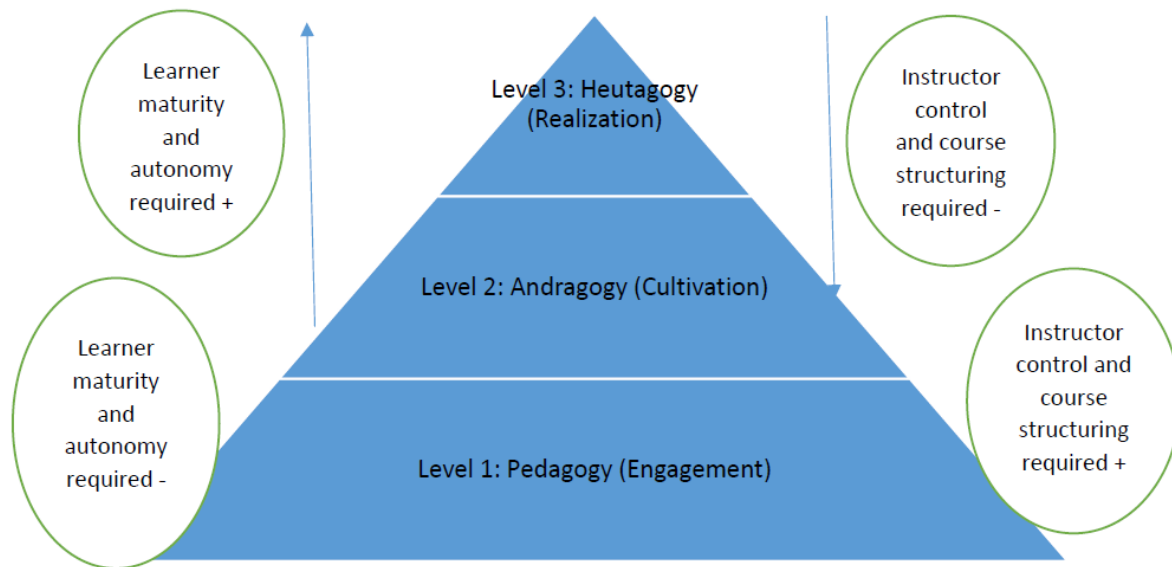 Learner
maturity
and
autonomy
required +
Level 3: Heutagogy
(Realization)
Instructor
control
and course
structuring
required -
Level 2: Andragogy (Cultivation)
Learner
maturity
and
autonomy
required -
Instructor
control and
course
structuring
required +
Level 1: Pedagogy (Engagement)